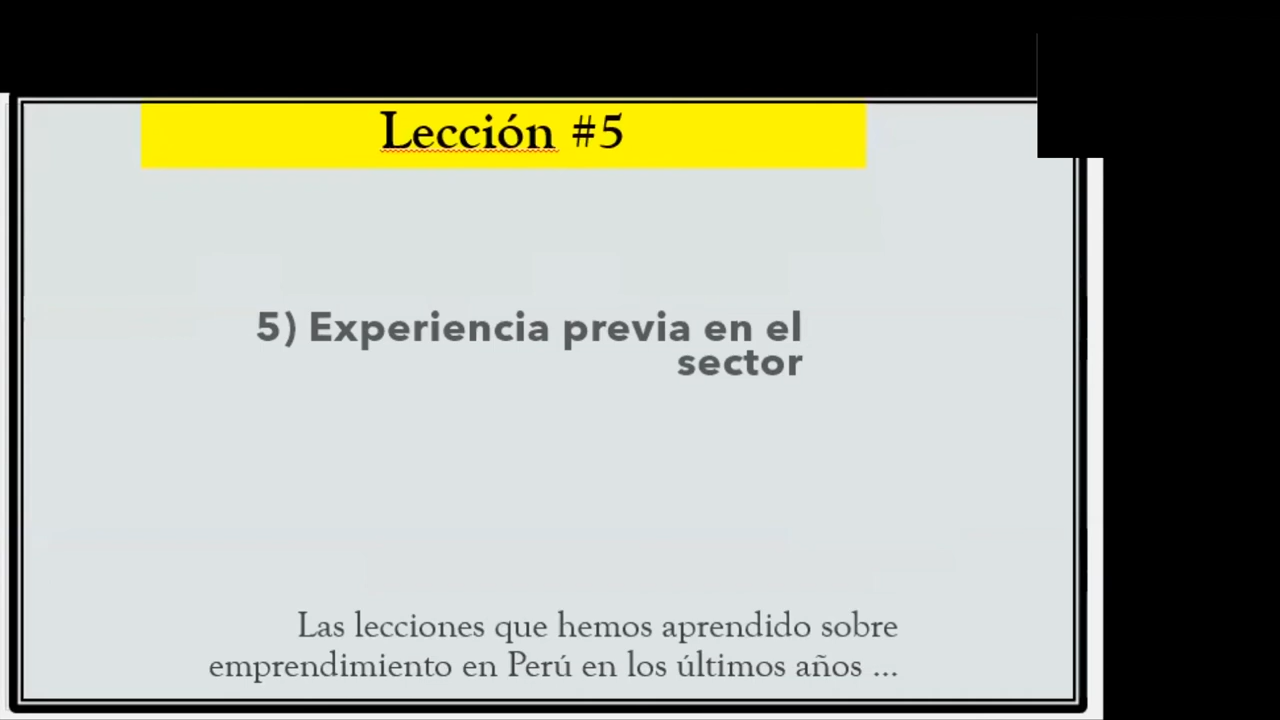 Lección #5
5) Experiencia previa en el
sector
Las lecciones que hemos aprendido sobre
emprendimiento en Perú en los últimos años ...